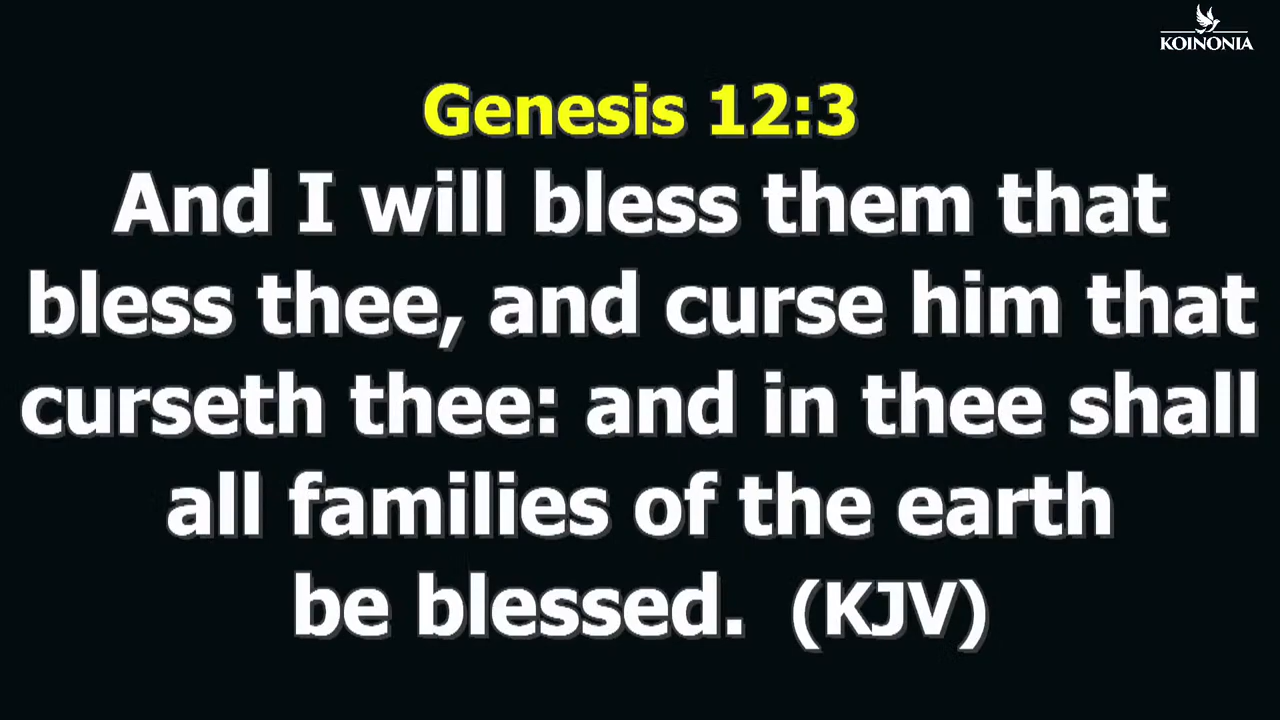 KOINONIA
Genesis 12:3
And I will bless them that
bless thee, and curse him that
curseth thee: and in thee shall
all families of the earth
be blessed. (KJV)